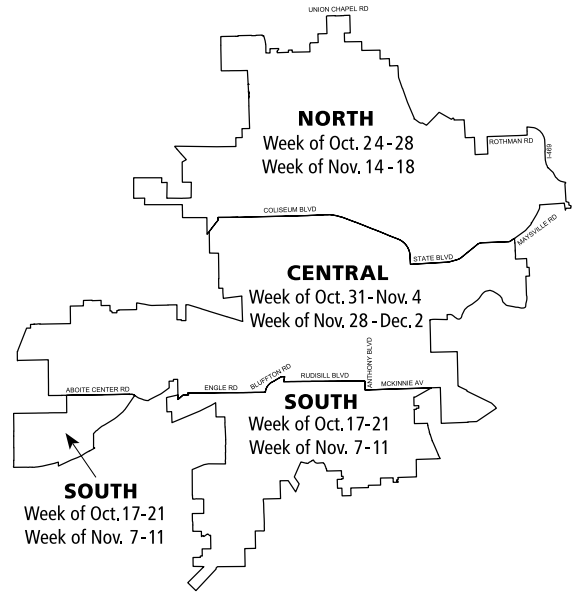 UNION CHAPEL RD
NORTH
Week of Oct. 24-28
Week of Nov. 14-18
ROTHMAN RD
I-469
COLISEUM BLVD
STATE BLVD
MAYSVILLE RD
CENTRAL
Week of Oct. 31-Nov. 4
Week of Nov. 28-Dec. 2
ANTHONY BLVD
ABOITE CENTER RD
ENGLE RD
BLUFFTON RD
RUDISILL BLVD
MCKINNIE AV
SOUTH
Week of Oct. 17-21
Week of Nov. 7-11
SOUTH
Week of Oct. 17-21
Week of Nov. 7-11